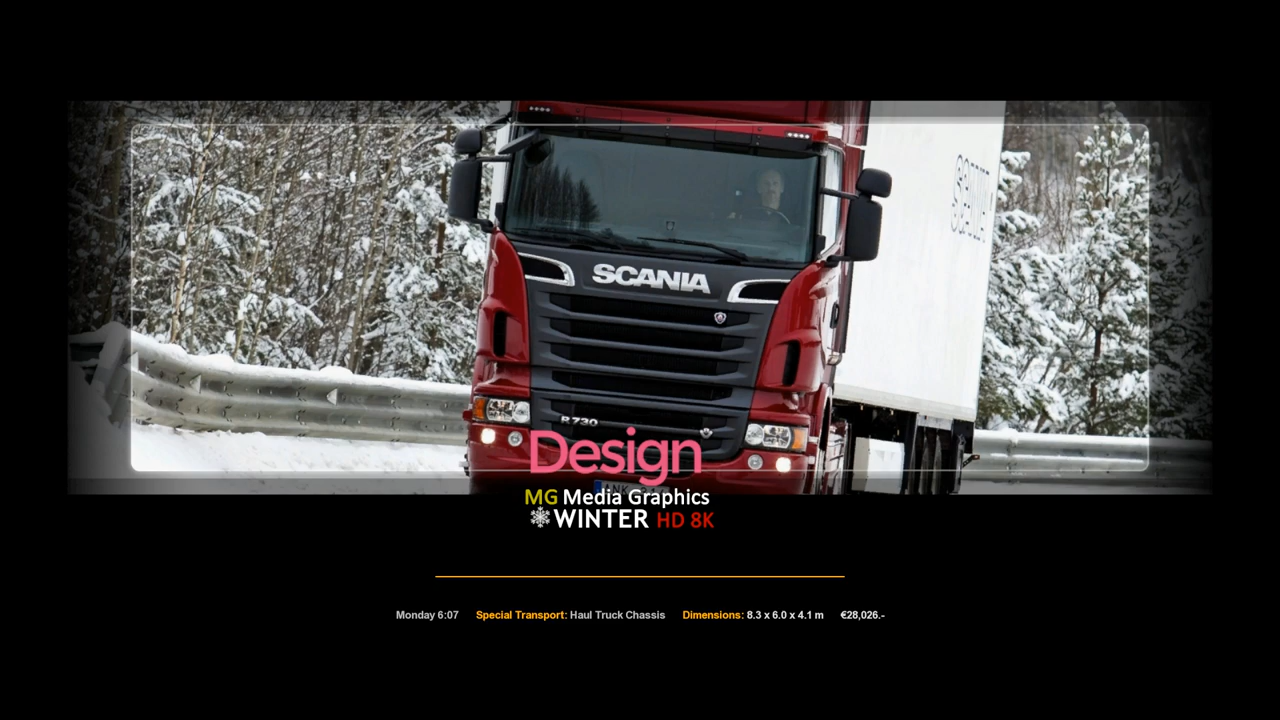 SCANIA
R 730
Design
MG Media Graphics
WINTER HD 8K
Monday 6:07 Special Transport: Haul Truck Chassis Dimensions: 8.3 x 6.0 x 4.1 m €28,026.-